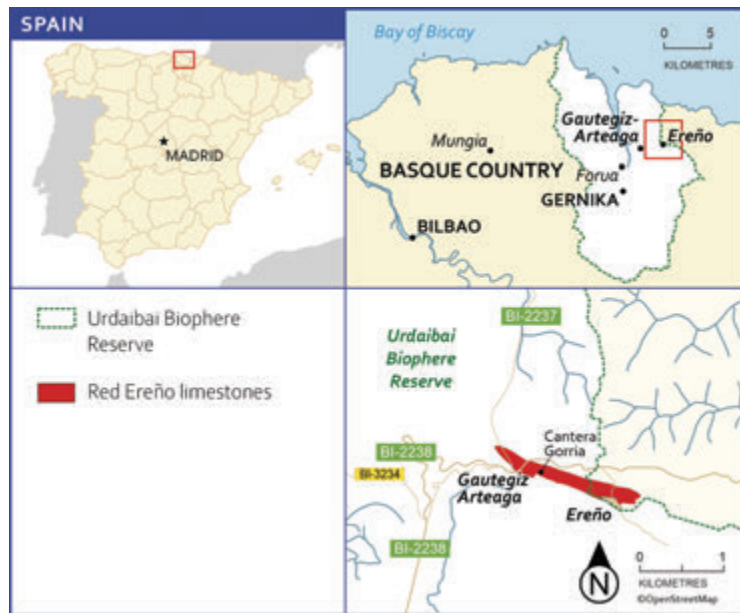 SPAIN
MADRID
Bay of Biscay
0 5
KILOMETRES
Gautegiz-
Arteaga
Ereño
Mungia
BASQUE COUNTRY
Forua
GERNIKA
BILBAO
Urdaibai Biophere
Reserve
Red Ereño limestones
BI-2237
Urdaibai
Biophere
Reserve
Cantera
Gorria
BI-2238
BI-3234
Gautegiz
Arteaga
Ereño
BI-2238
N
0 1
KILOMETRES
©OpenStreetMap